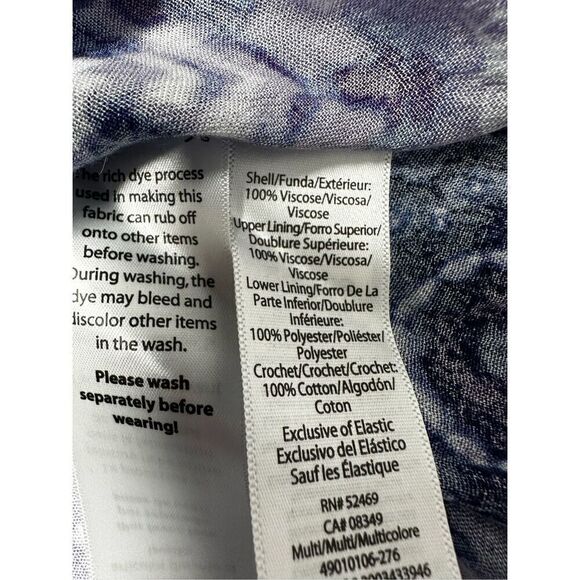 The rich dye process
used in making this
fabric can rub off
onto other items
before washing.
During washing, the
dye may bleed and
discolor other items
in the wash.
Please wash
separately before
wearing!
Shell/Funda/Extérieur:
100% Viscose/Viscosa/
Viscose
Upper Lining/Forro Superior/
Doublure Supérieure:
100% Viscose/Viscosa/
Viscose
Lower Lining/Forro De La
Parte Inferior/Doublure
Inférieure:
100% Polyester/Poliéster/
Polyester
Crochet/Crochet/Crochet:
100% Cotton/Algodón/
Coton
Exclusive of Elastic
Exclusivo del Elástico
Sauf les Élastique
RN# 52469
CA# 08349
Multi/Multi/Multicolore
49010106-276